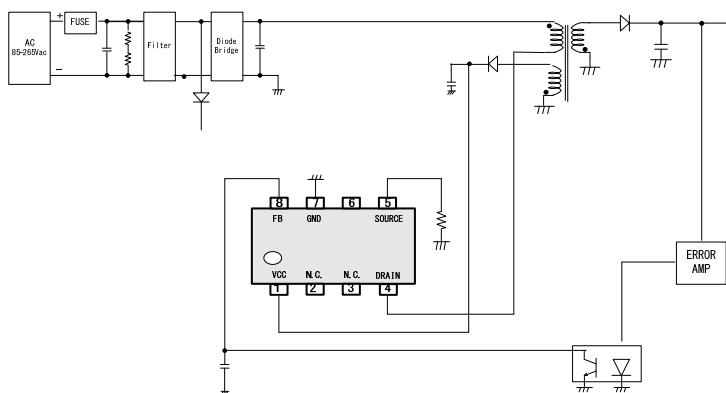 AC
85-265Vac
+
−
FUSE
Filter
Diode
Bridge
8
7
6
5
FB
GND
SOURCE
VCC
N.C.
N.C.
DRAIN
1
2
3
4
ERROR
AMP